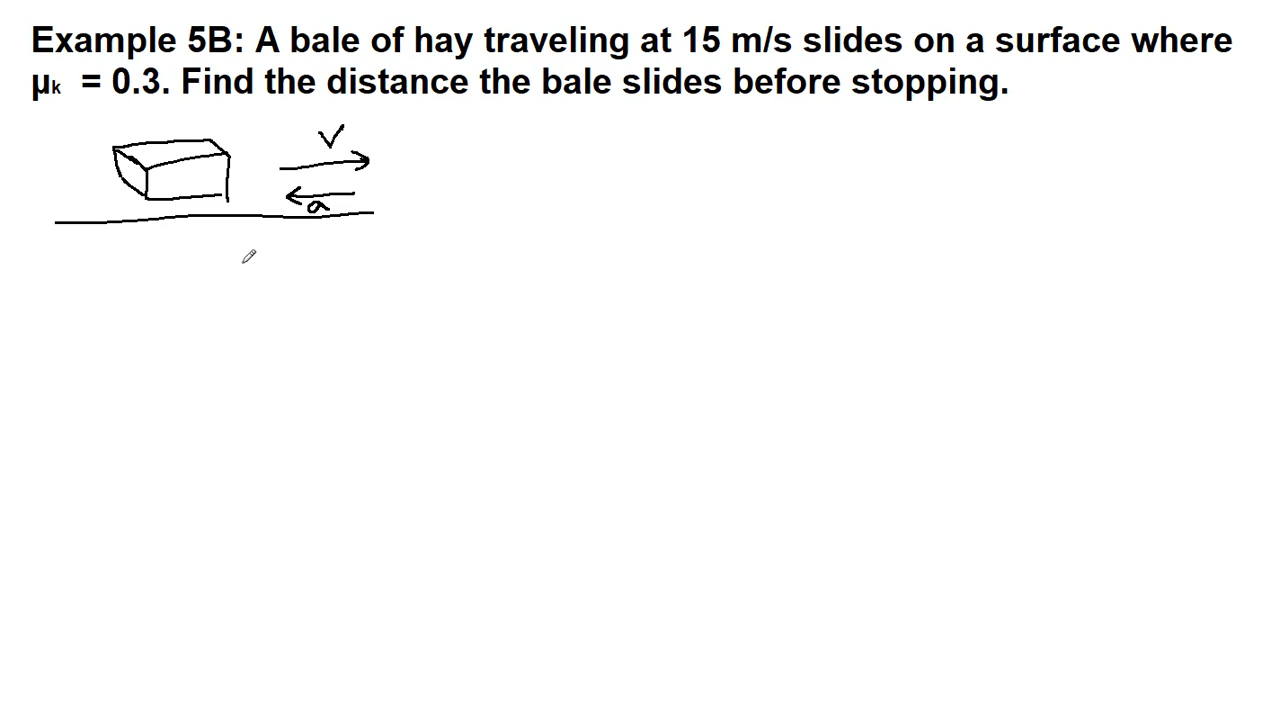 Example 5B: A bale of hay traveling at 15 m/s slides on a surface where
μk = 0.3. Find the distance the bale slides before stopping.
V
a